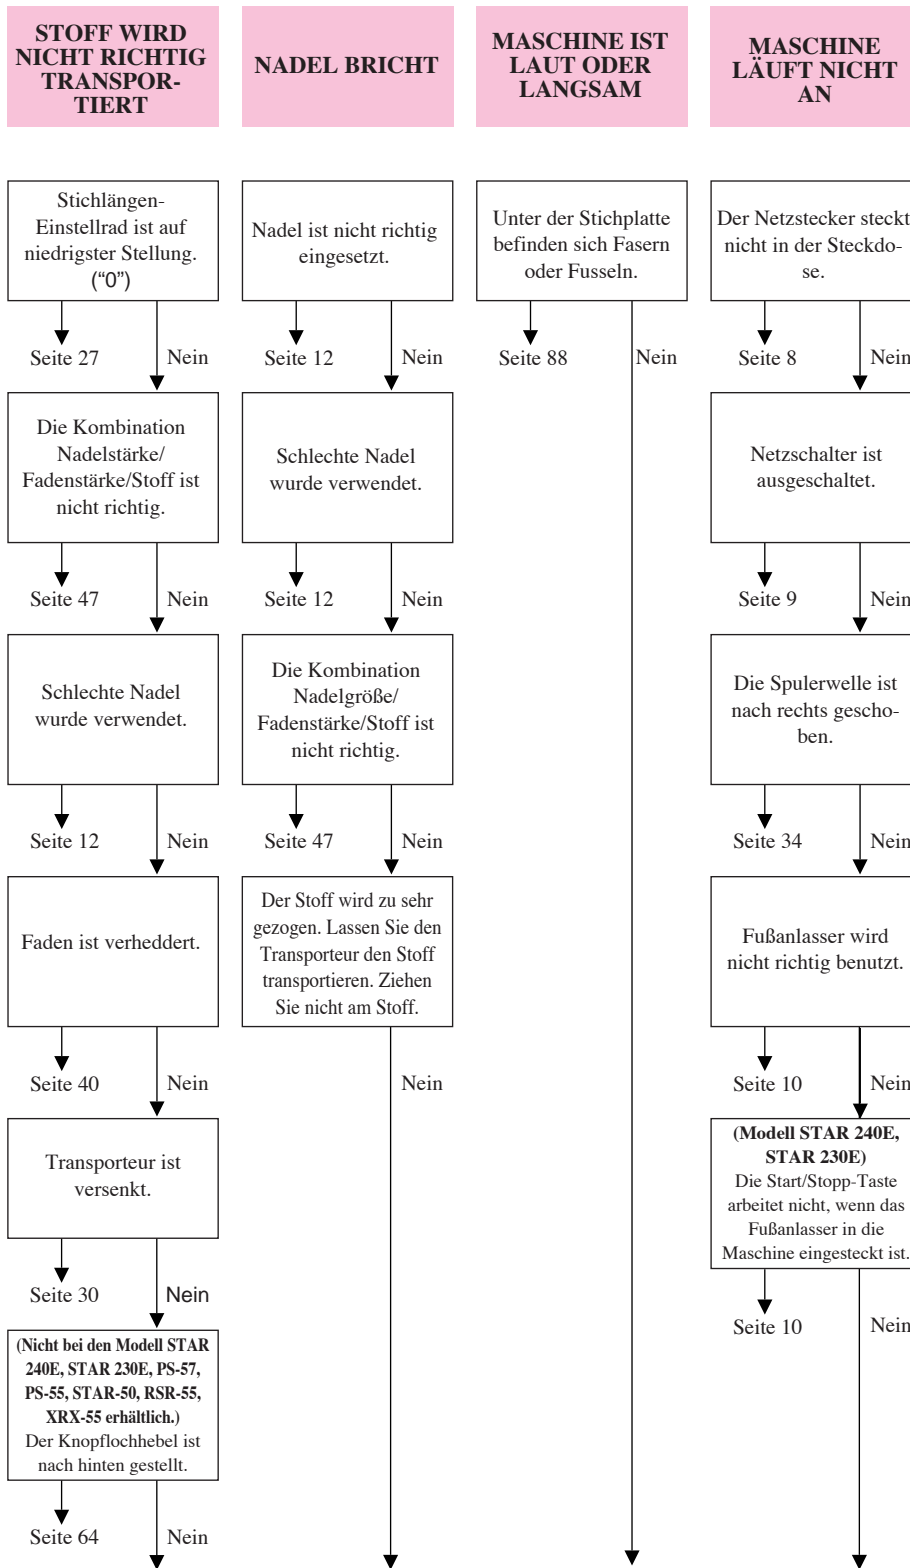 STOFF WIRD
NICHT RICHTIG
TRANSPOR-
TIERT
Stichlängen-
Einstellrad ist auf
niedrigster Stellung.
(“0”)
Seite 27
Nein
Die Kombination
Nadelstärke/
Fadenstärke/Stoff ist
nicht richtig.
Seite 47
Nein
Schlechte Nadel
wurde verwendet.
Seite 12
Nein
Faden ist verheddert.
Seite 40
Nein
Transporteur ist
versenkt.
Seite 30
Nein
(Nicht bei den Modell STAR
240E, STAR 230E, PS-57,
PS-55, STAR-50, RSR-55,
XRX-55 erhältlich.)
Der Knopflochhebel ist
nach hinten gestellt.
Seite 64
Nein
NADEL BRICHT
Nadel ist nicht richtig
eingesetzt.
Seite 12
Nein
Schlechte Nadel
wurde verwendet.
Seite 12
Nein
Die Kombination
Nadelgröße/
Fadenstärke/Stoff ist
nicht richtig.
Seite 47
Nein
Der Stoff wird zu sehr
gezogen. Lassen Sie den
Transporteur den Stoff
transportieren. Ziehen
Sie nicht am Stoff.
Nein
MASCHINE IST
LAUT ODER
LANGSAM
Unter der Stichplatte
befinden sich Fasern
oder Fusseln.
Seite 88
Nein
MASCHINE
LÄUFT NICHT
AN
Der Netzstecker steckt
nicht in der Steckdo-
se.
Seite 8
Nein
Netzschalter ist
ausgeschaltet.
Seite 9
Nein
Die Spulerwelle ist
nach rechts gescho-
ben.
Seite 34
Nein
Fußanlasser wird
nicht richtig benutzt.
Seite 10
Nein
(Modell STAR 240E,
STAR 230E)
Die Start/Stopp-Taste
arbeitet nicht, wenn das
Fußanlasser in die
Maschine eingesteckt ist.
Seite 10
Nein